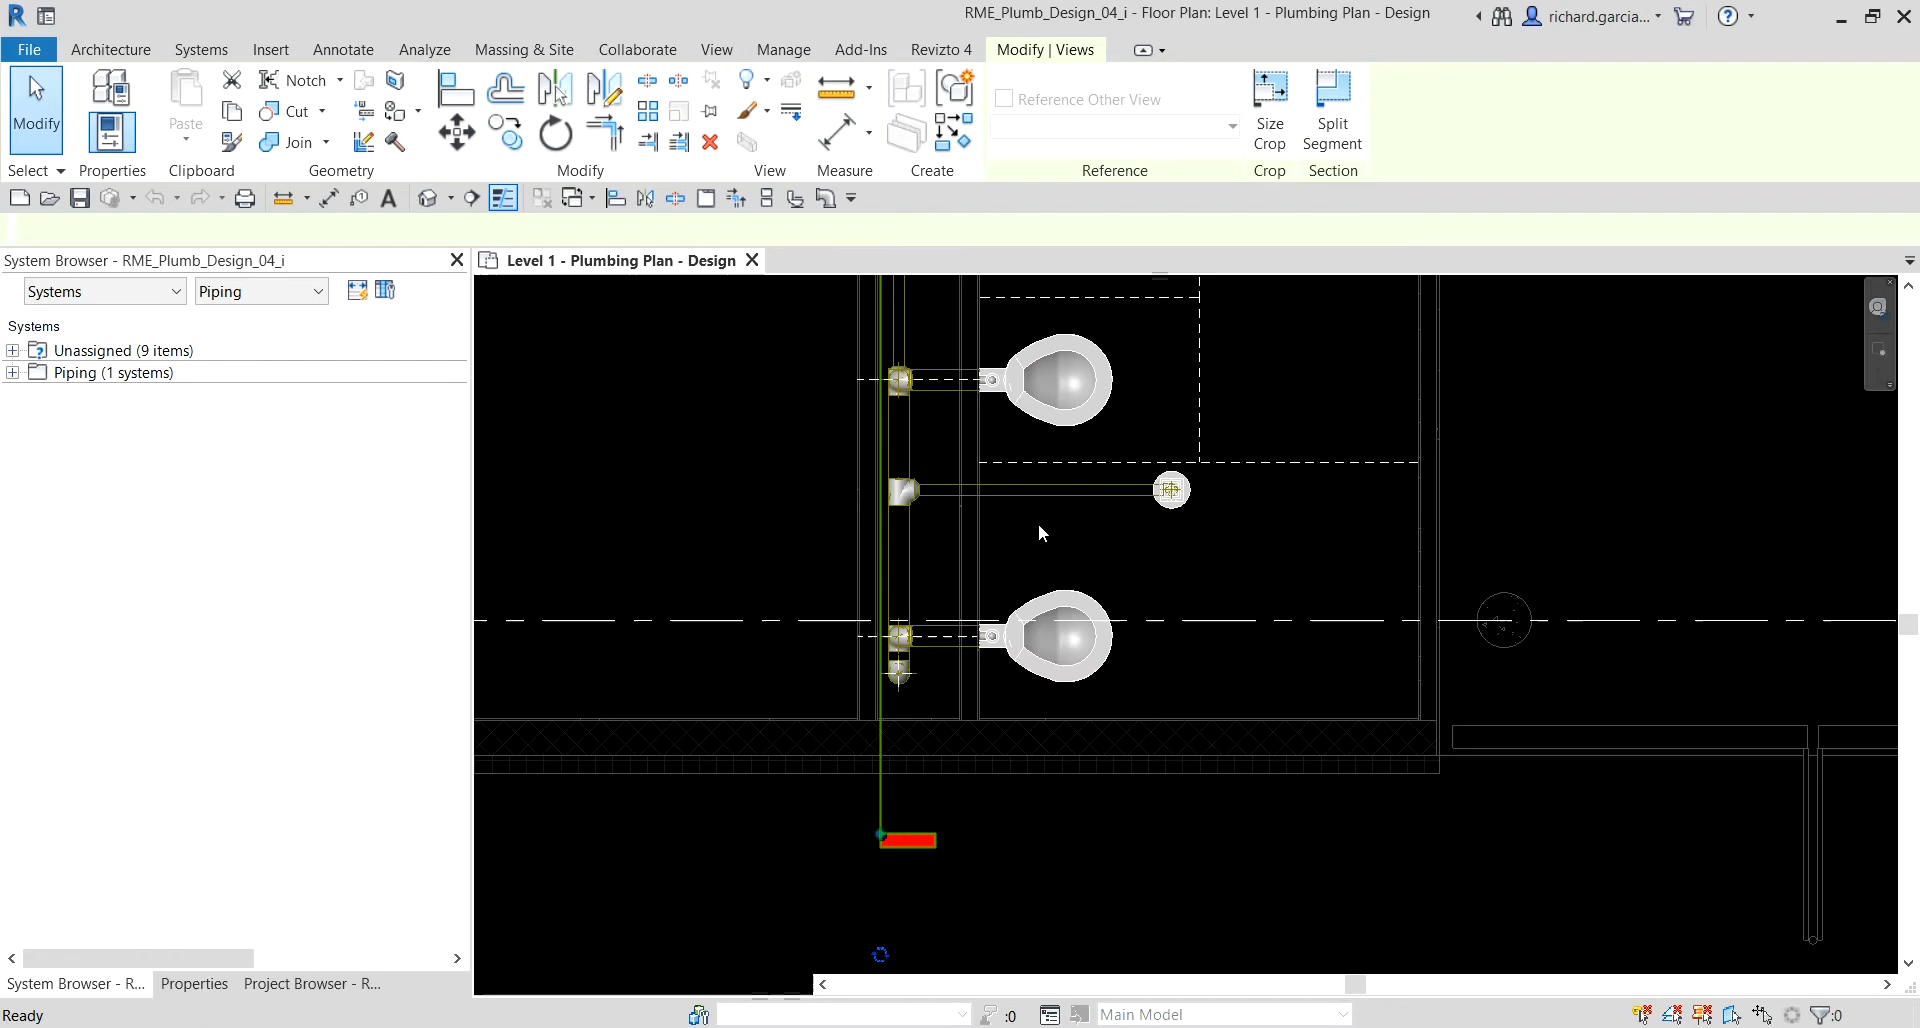 RME_Plumb_Design_04_i - Floor Plan: Level 1 - Plumbing Plan - Design
richard.garcia...
File Architecture Systems Insert Annotate Analyze Massing & Site Collaborate View Manage Add-Ins Revizto 4 Modify | Views
Modify
Paste
Notch
Cut
Join
Reference Other View
Size
Crop
Split
Segment
Select Properties Clipboard Geometry Modify View Measure Create Reference Crop Section
System Browser - RME_Plumb_Design_04_i
Level 1 - Plumbing Plan - Design
Systems
Piping
Systems
Unassigned (9 items)
Piping (1 systems)
System Browser - R... Properties Project Browser - R...
Ready
:0
Main Model
:0